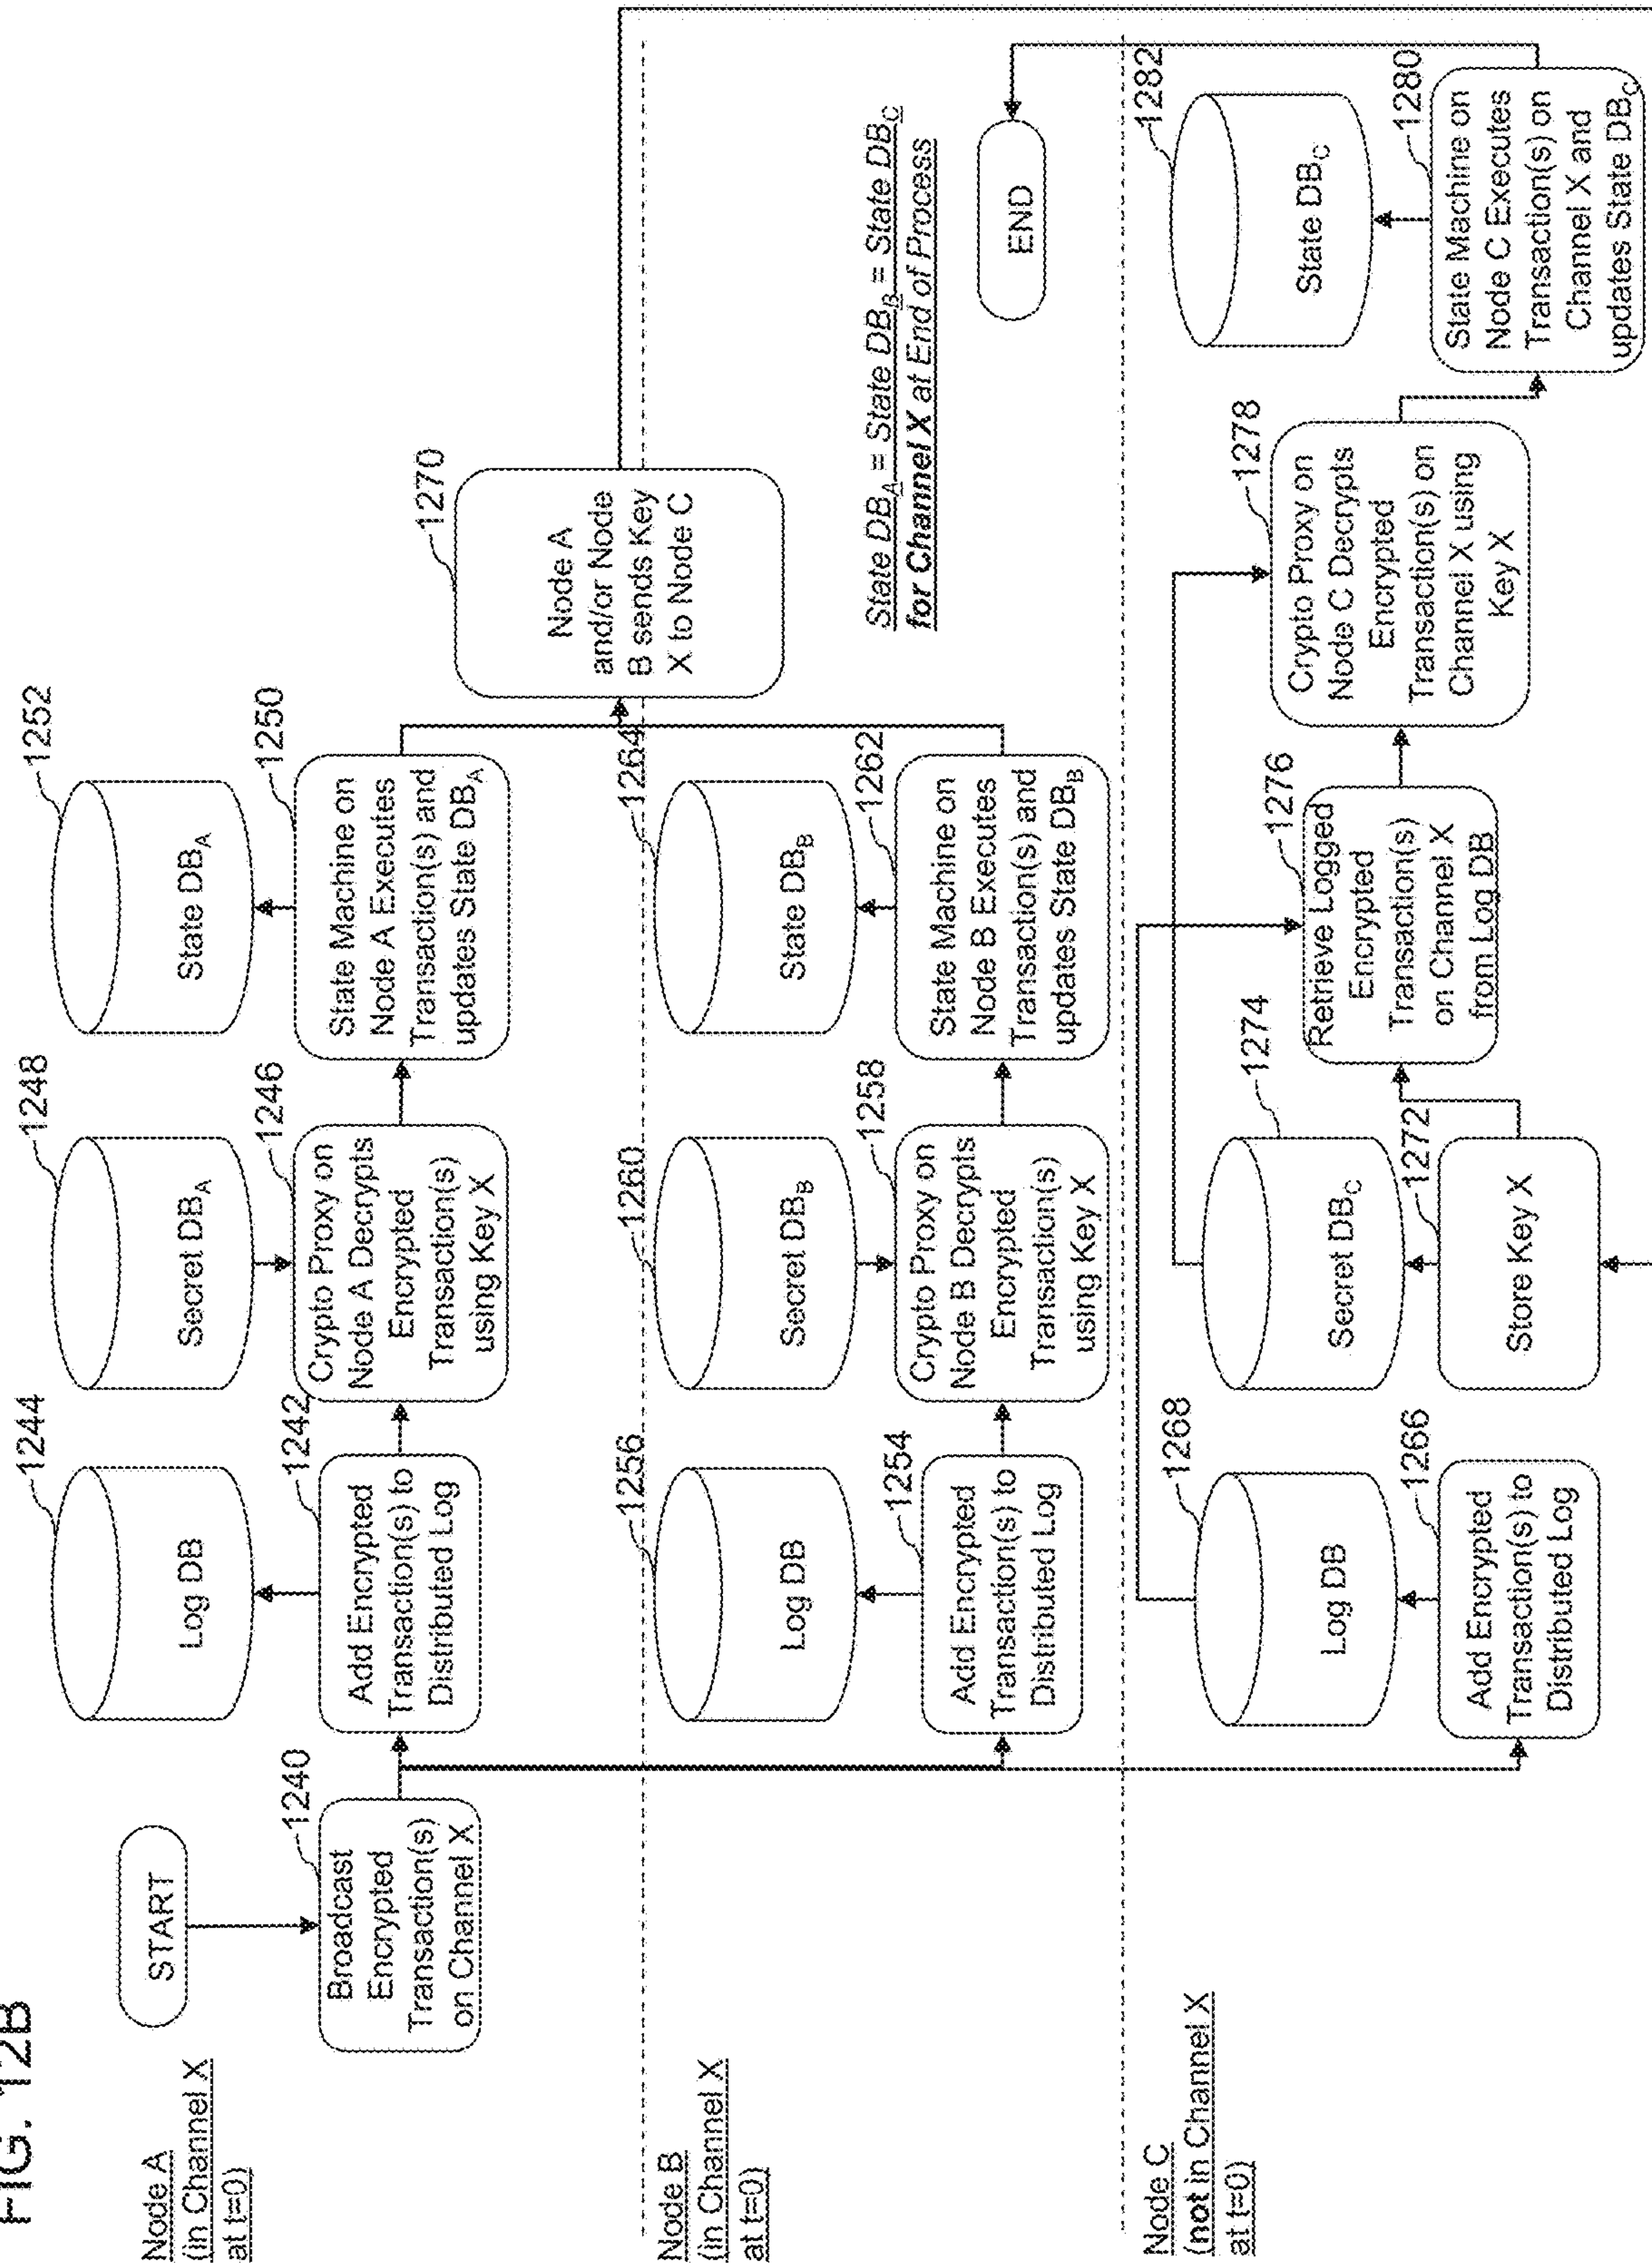 FIG. 12B
Node A
(in Channel X
at t=0)
START
Broadcast
Encrypted
Transaction(s)
on Channel X
1240
Log DB
1244
Add Encrypted
Transaction(s) to
Distributed Log
1242
Secret DBA
1248
Crypto Proxy on
Node A Decrypts
Encrypted
Transaction(s)
using Key X
1246
State DBA
1252
State Machine on
Node A Executes
Transaction(s) and
updates State DBA
1250
Node A
and/or Node
B sends Key
X to Node C
1270
Node B
(in Channel X
at t=0)
Log DB
1256
Add Encrypted
Transaction(s) to
Distributed Log
1254
Secret DBB
1260
Crypto Proxy on
Node B Decrypts
Encrypted
Transaction(s)
using Key X
1258
State DBB
1264
State Machine on
Node B Executes
Transaction(s) and
updates State DBB
1262
State DBA = State DBB = State DBC
for Channel X at End of Process
END
Node C
(not in Channel X
at t=0)
Log DB
1268
Add Encrypted
Transaction(s) to
Distributed Log
1266
Secret DBC
1274
Store Key X
1272
Retrieve Logged
Encrypted
Transaction(s)
on Channel X
from Log DB
1276
Crypto Proxy on
Node C Decrypts
Encrypted
Transaction(s) on
Channel X using
Key X
1278
State DBC
1282
State Machine on
Node C Executes
Transaction(s) on
Channel X and
updates State DBC
1280